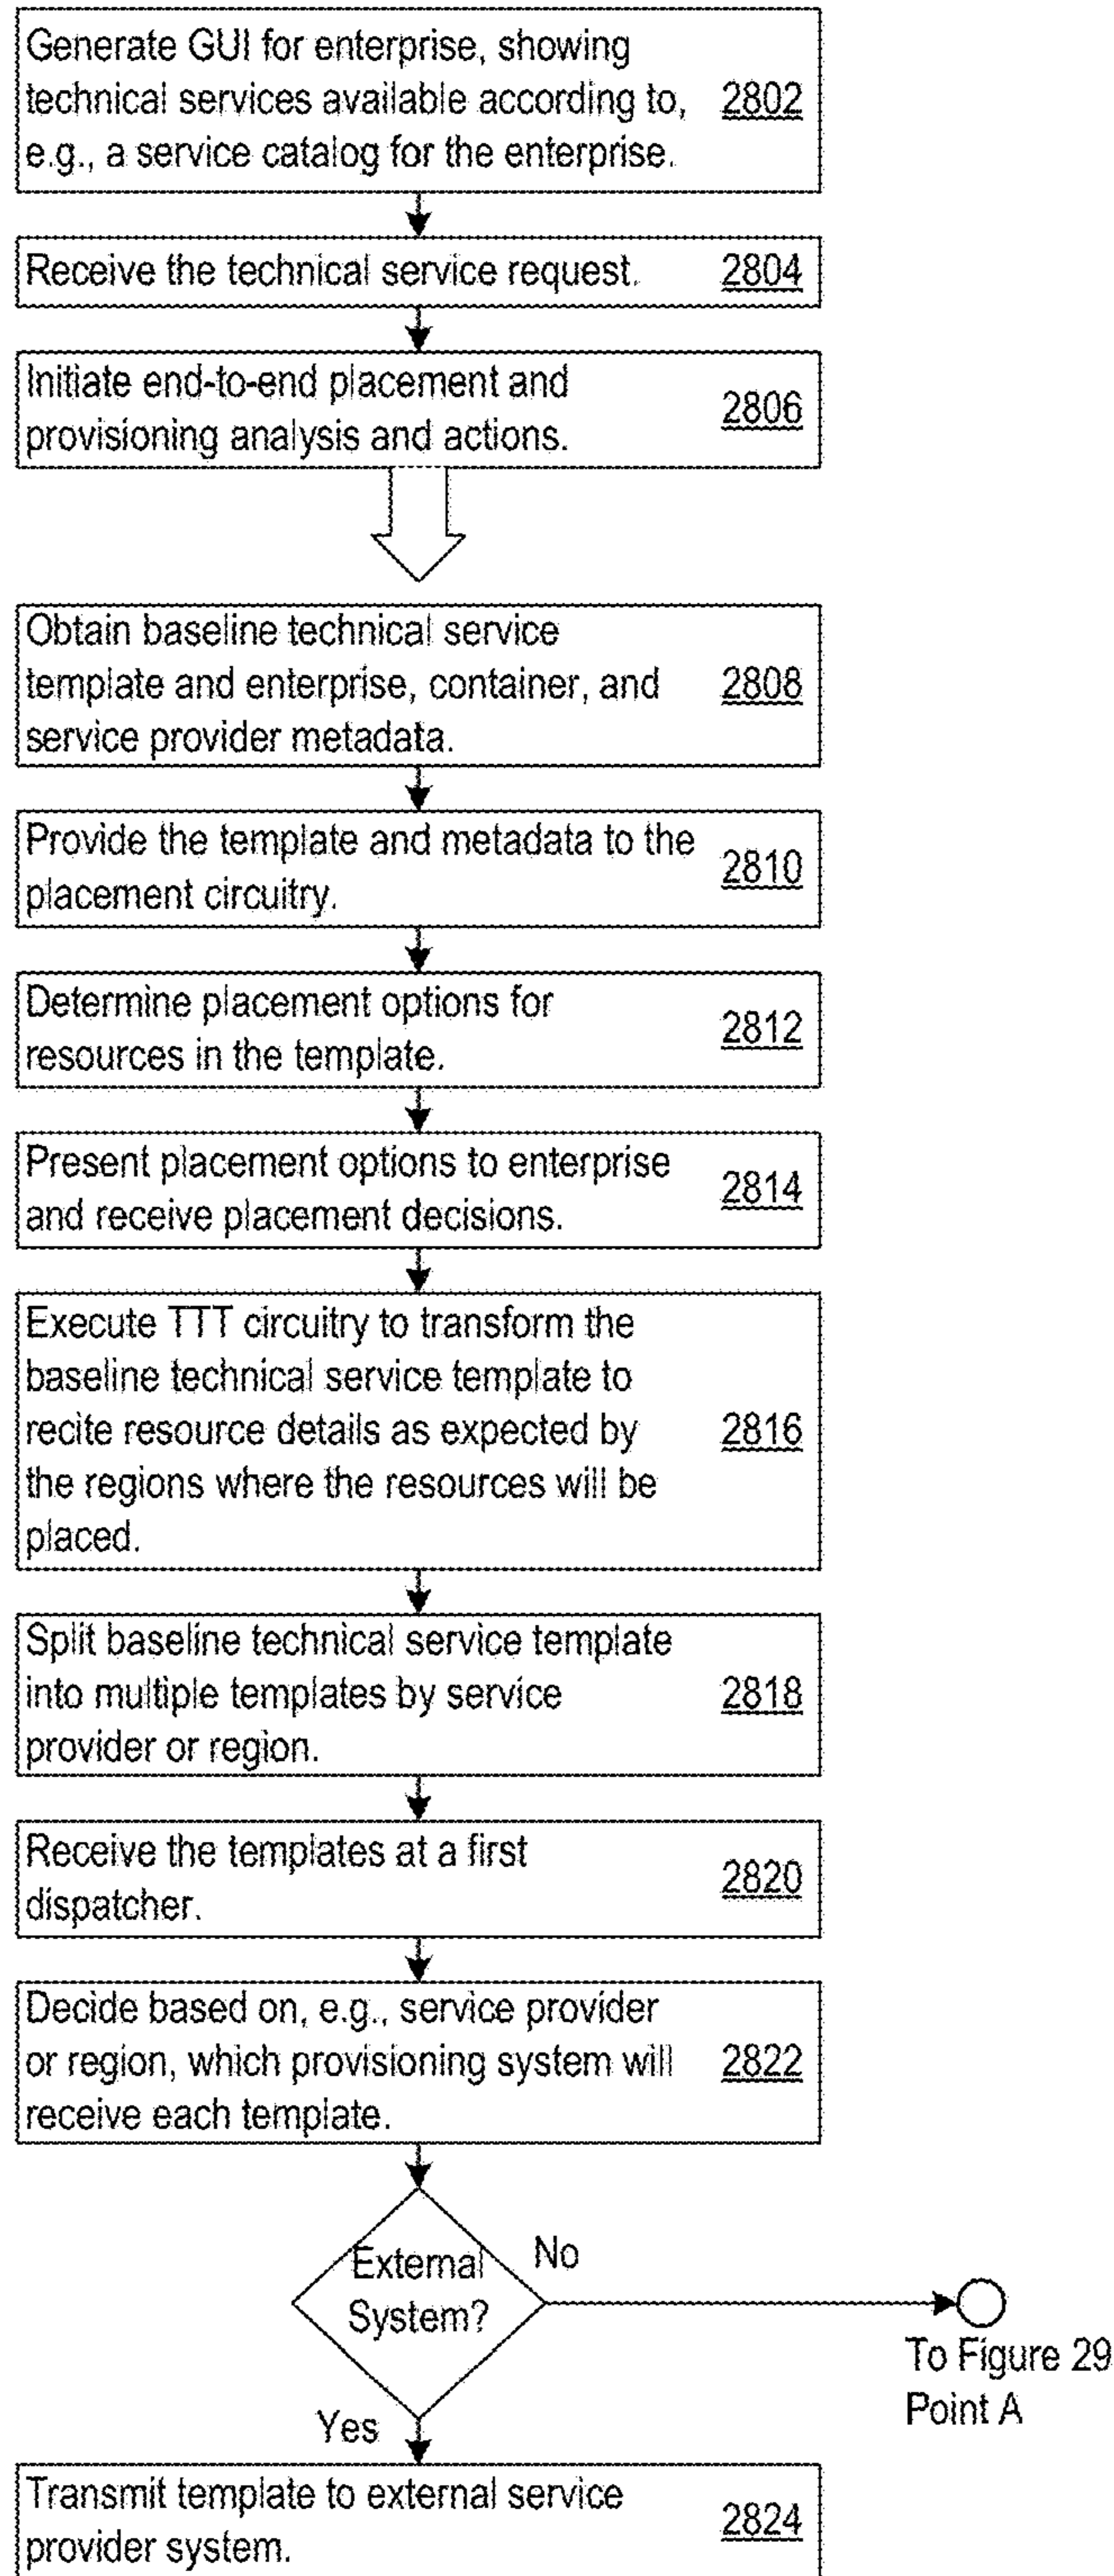 Generate GUI for enterprise, showing
technical services available according to,
e.g., a service catalog for the enterprise.
2802
Receive the technical service request.
2804
Initiate end-to-end placement and
provisioning analysis and actions.
2806
Obtain baseline technical service
template and enterprise, container, and
service provider metadata.
2808
Provide the template and metadata to the
placement circuitry.
2810
Determine placement options for
resources in the template.
2812
Present placement options to enterprise
and receive placement decisions.
2814
Execute TTT circuitry to transform the
baseline technical service template to
recite resource details as expected by
the regions where the resources will be
placed.
2816
Split baseline technical service template
into multiple templates by service
provider or region.
2818
Receive the templates at a first
dispatcher.
2820
Decide based on, e.g., service provider
or region, which provisioning system will
receive each template.
2822
External
System?
No
To Figure 29
Point A
Yes
Transmit template to external service
provider system.
2824